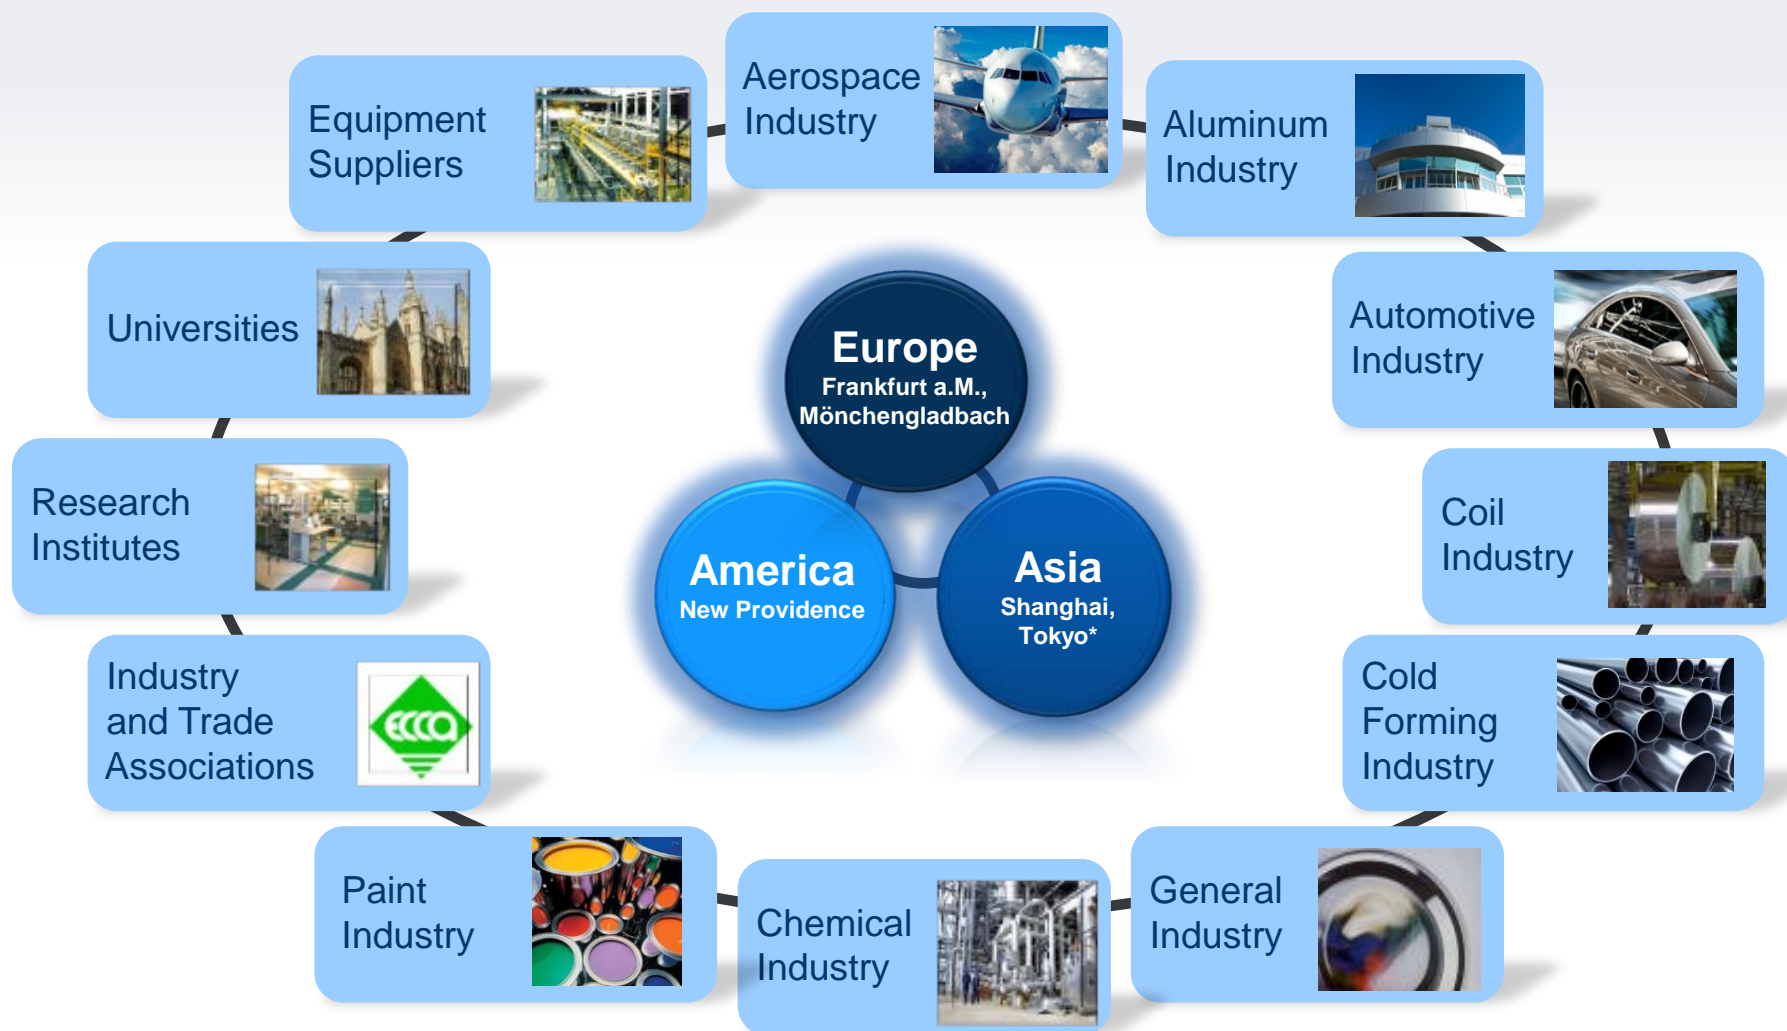 Aerospace
Industry
Aluminum
Industry
Automotive
Industry
Coil
Industry
Cold
Forming
Industry
General
Industry
Chemical
Industry
Paint
Industry
Industry
and Trade
Associations
ECCA
Research
Institutes
Universities
Equipment
Suppliers
Europe
Frankfurt a.M.,
Mönchengladbach
America
New Providence
Asia
Shanghai,
Tokyo*